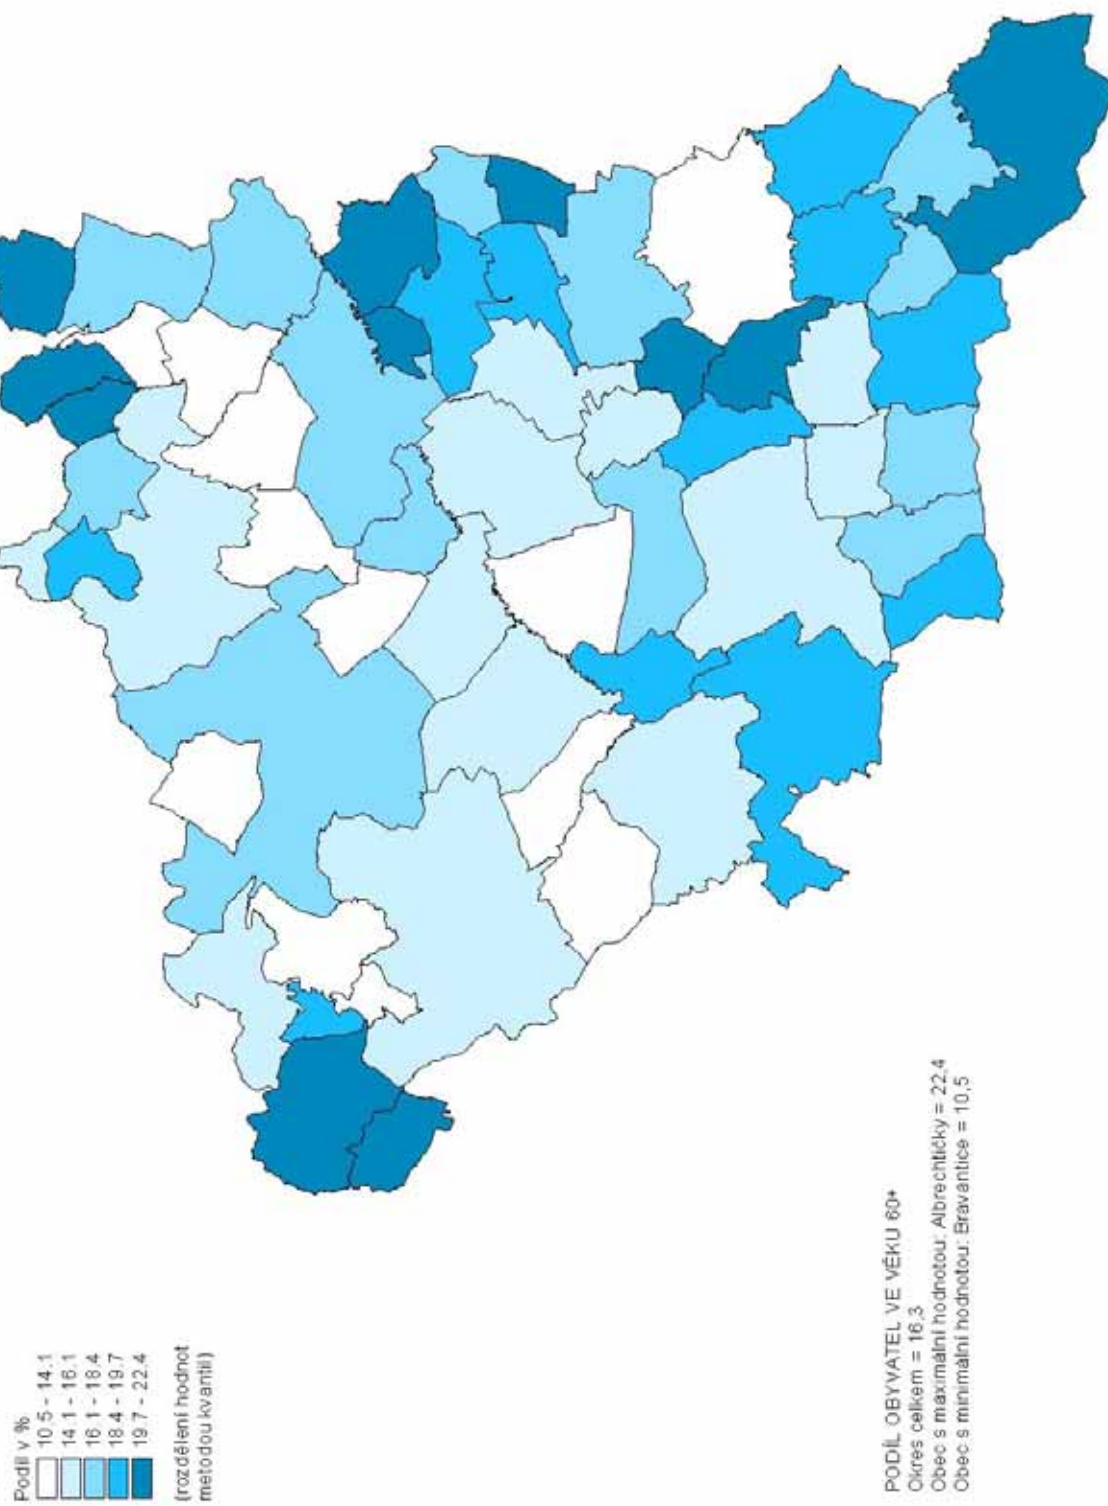 Podíl v %
10.5 - 14.1
14.1 - 16.1
16.1 - 18.4
18.4 - 19.7
19.7 - 22.4
(rozdělení hodnot
metodou kvantil)
PODÍL OBYVATEL VE VĚKU 60+
Okres celkem = 16,3
Obec s maximální hodnotou: Albrechtičky = 22,4
Obec s minimální hodnotou: Bravantice = 10,5